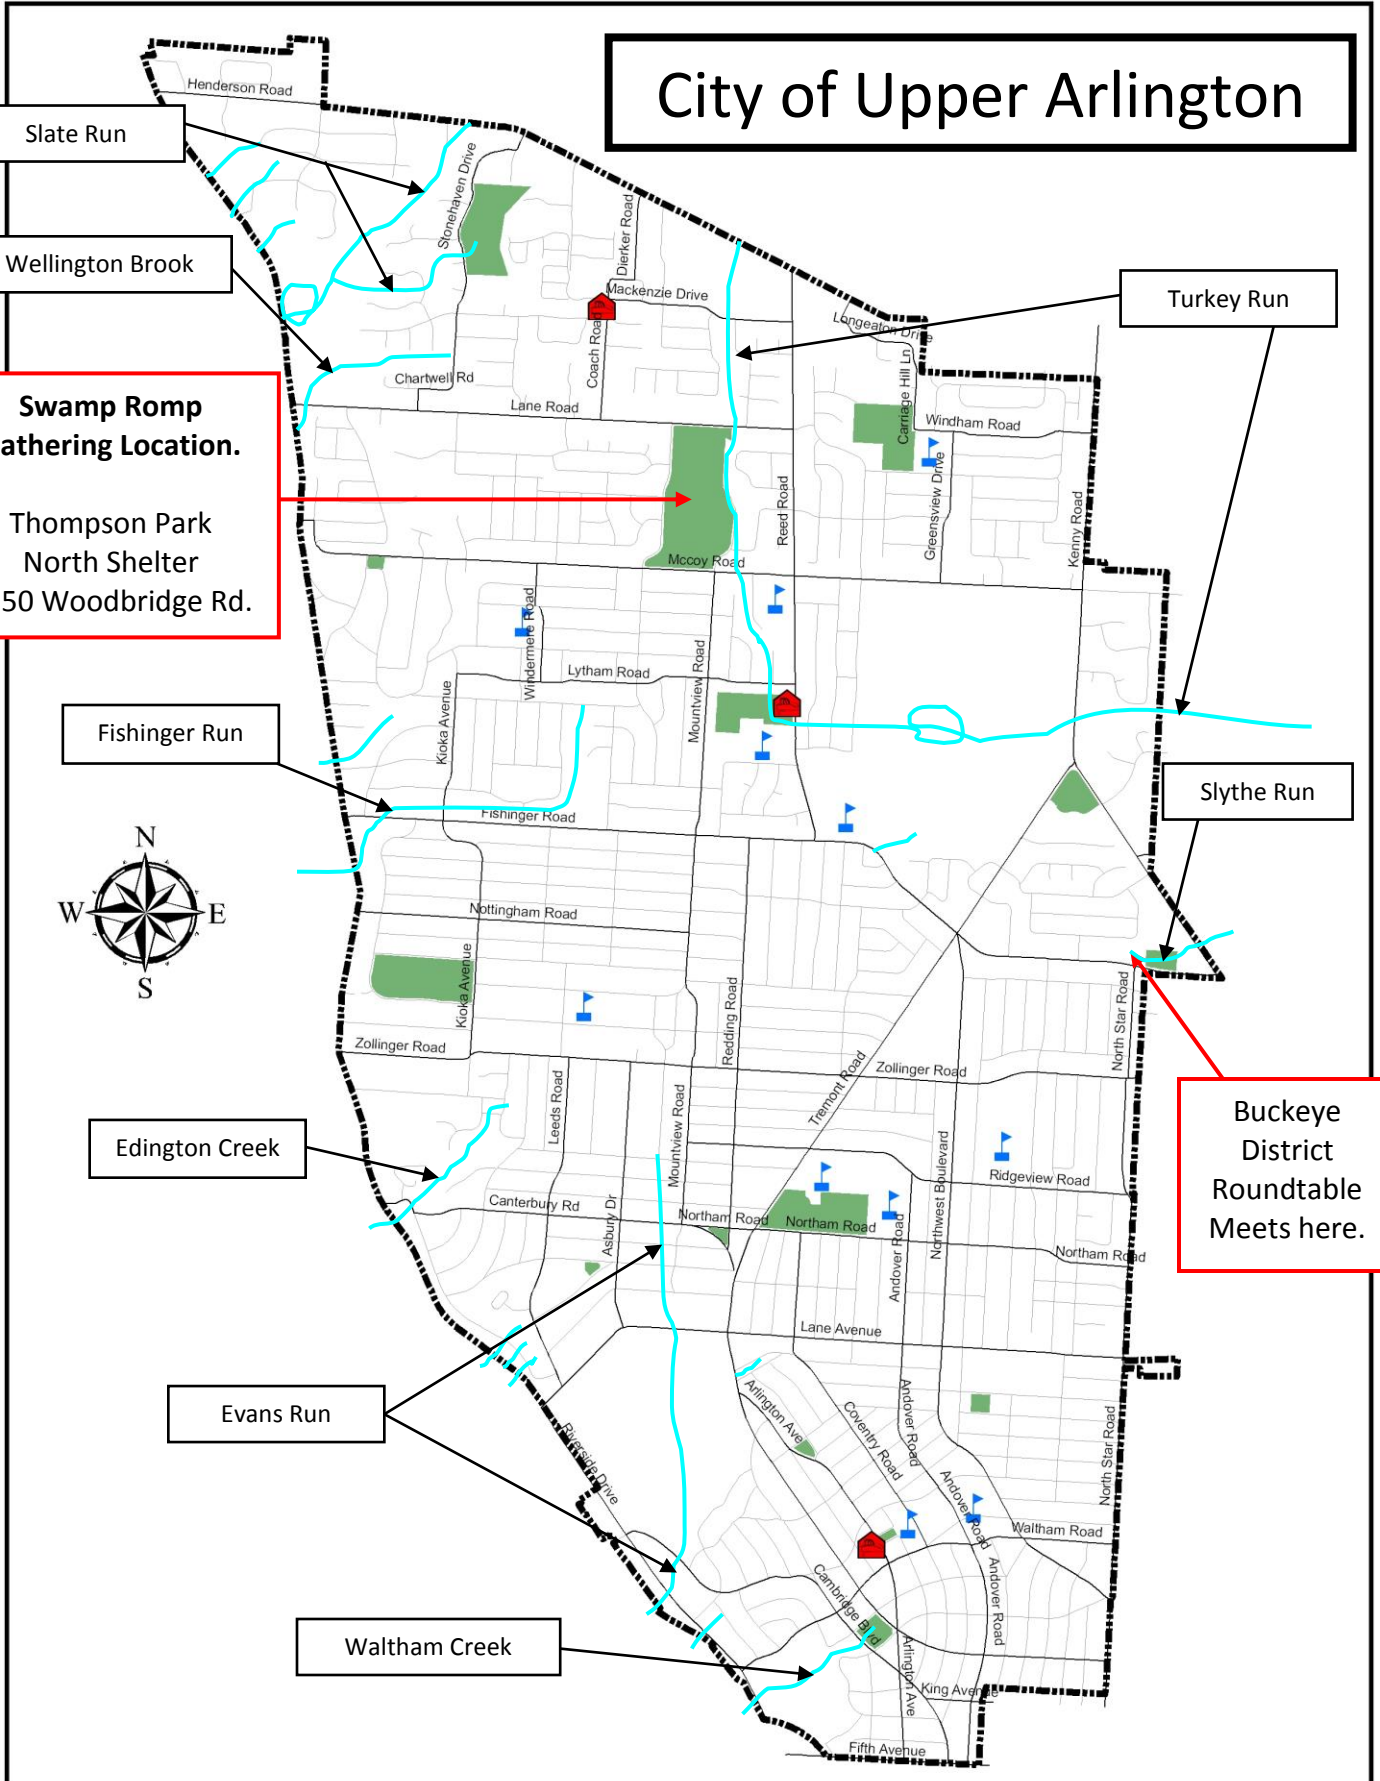 City of Upper Arlington
Henderson Road
Slate Run
Stonehaven Drive
Dierker Road
Wellington Brook
Mackenzie Drive
Turkey Run
Longeaton Drive
Coach Road
Carriage Hill Ln
Chartwell Rd
Lane Road
Windham Road
Swamp Romp
athering Location.
Thompson Park
North Shelter
50 Woodbridge Rd.
Reed Road
Greensview Drive
Kenny Road
Mccoy Road
Windermere Road
Mountview Road
Lytham Road
Kioka Avenue
Fishinger Run
Slythe Run
Fishinger Road
N
W
E
S
Nottingham Road
Kioka Avenue
Redding Road
North Star Road
Zollinger Road
Zollinger Road
Tremont Road
Leeds Road
Mountview Road
Buckeye
District
Roundtable
Meets here.
Edington Creek
Northwest Boulevard
Ridgeview Road
Canterbury Rd
Asbury Dr
Northam Road
Northam Road
Andover Road
Northam Road
Lane Avenue
Evans Run
Arlington Ave
Coventry Road
Andover Road
North Star Road
Riverside Drive
Andover Road
Waltham Road
Andover Road
Cambridge Blvd
Waltham Creek
Arlington Ave
King Avenue
Fifth Avenue